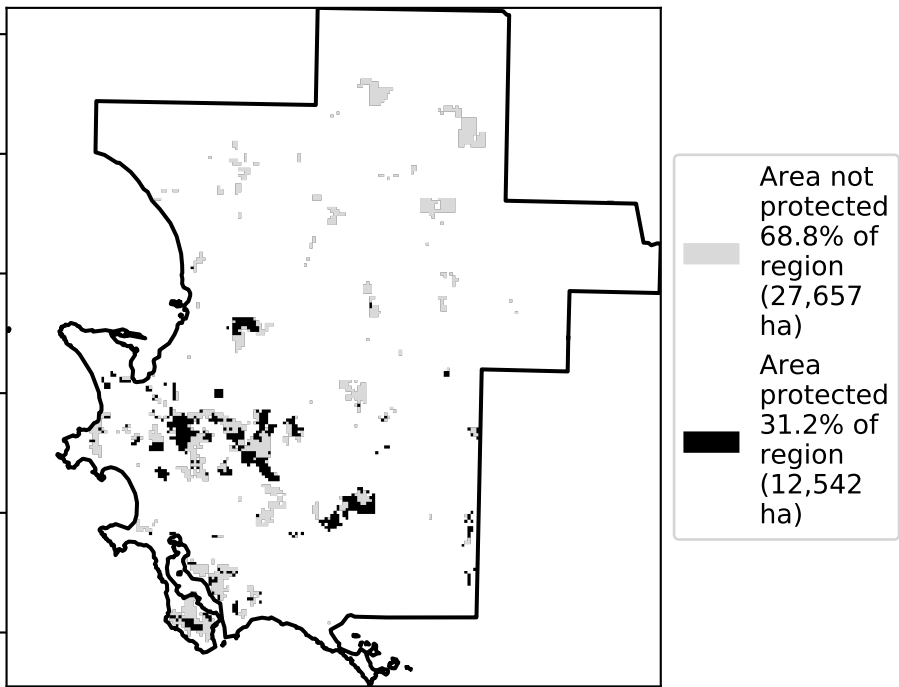 Area not
protected
68.8% of
region
(27,657
ha)
Area
protected
31.2% of
region
(12,542
ha)